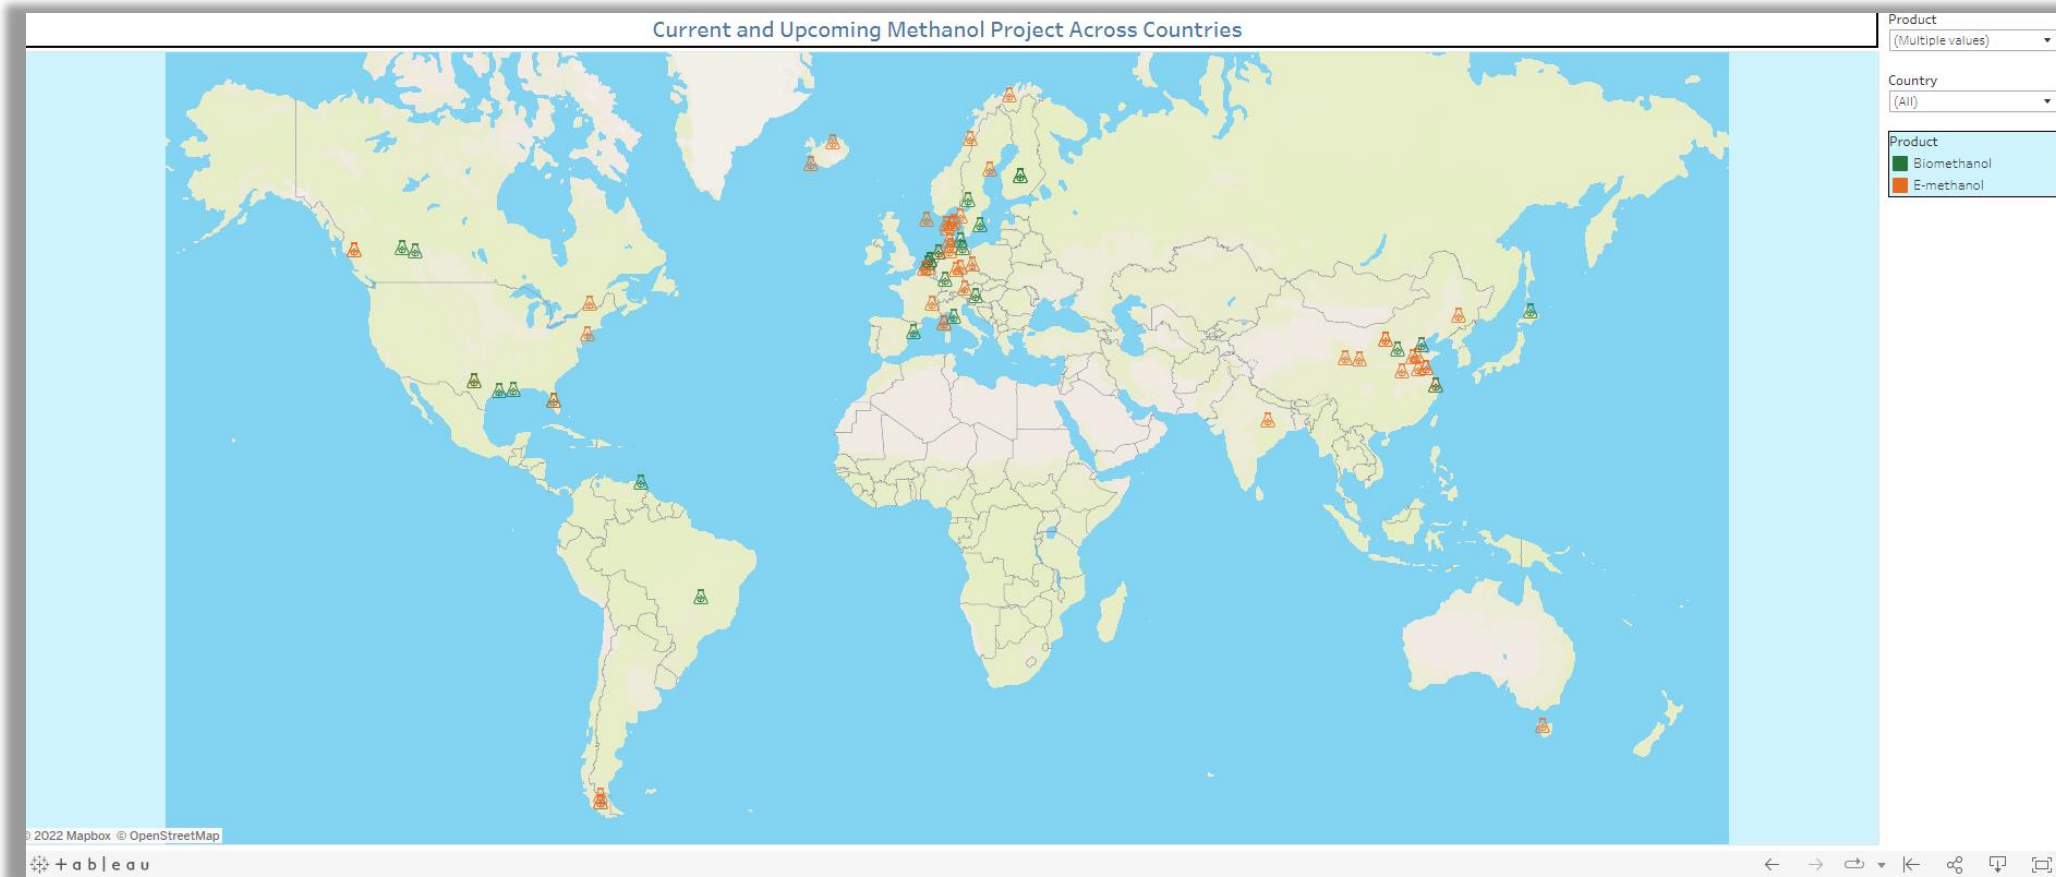 Current and Upcoming Methanol Project Across Countries
Product
(Multiple values)
Country
(All)
Product
Biomethanol
E-methanol
© 2022 Mapbox © OpenStreetMap
+ a b | e a u